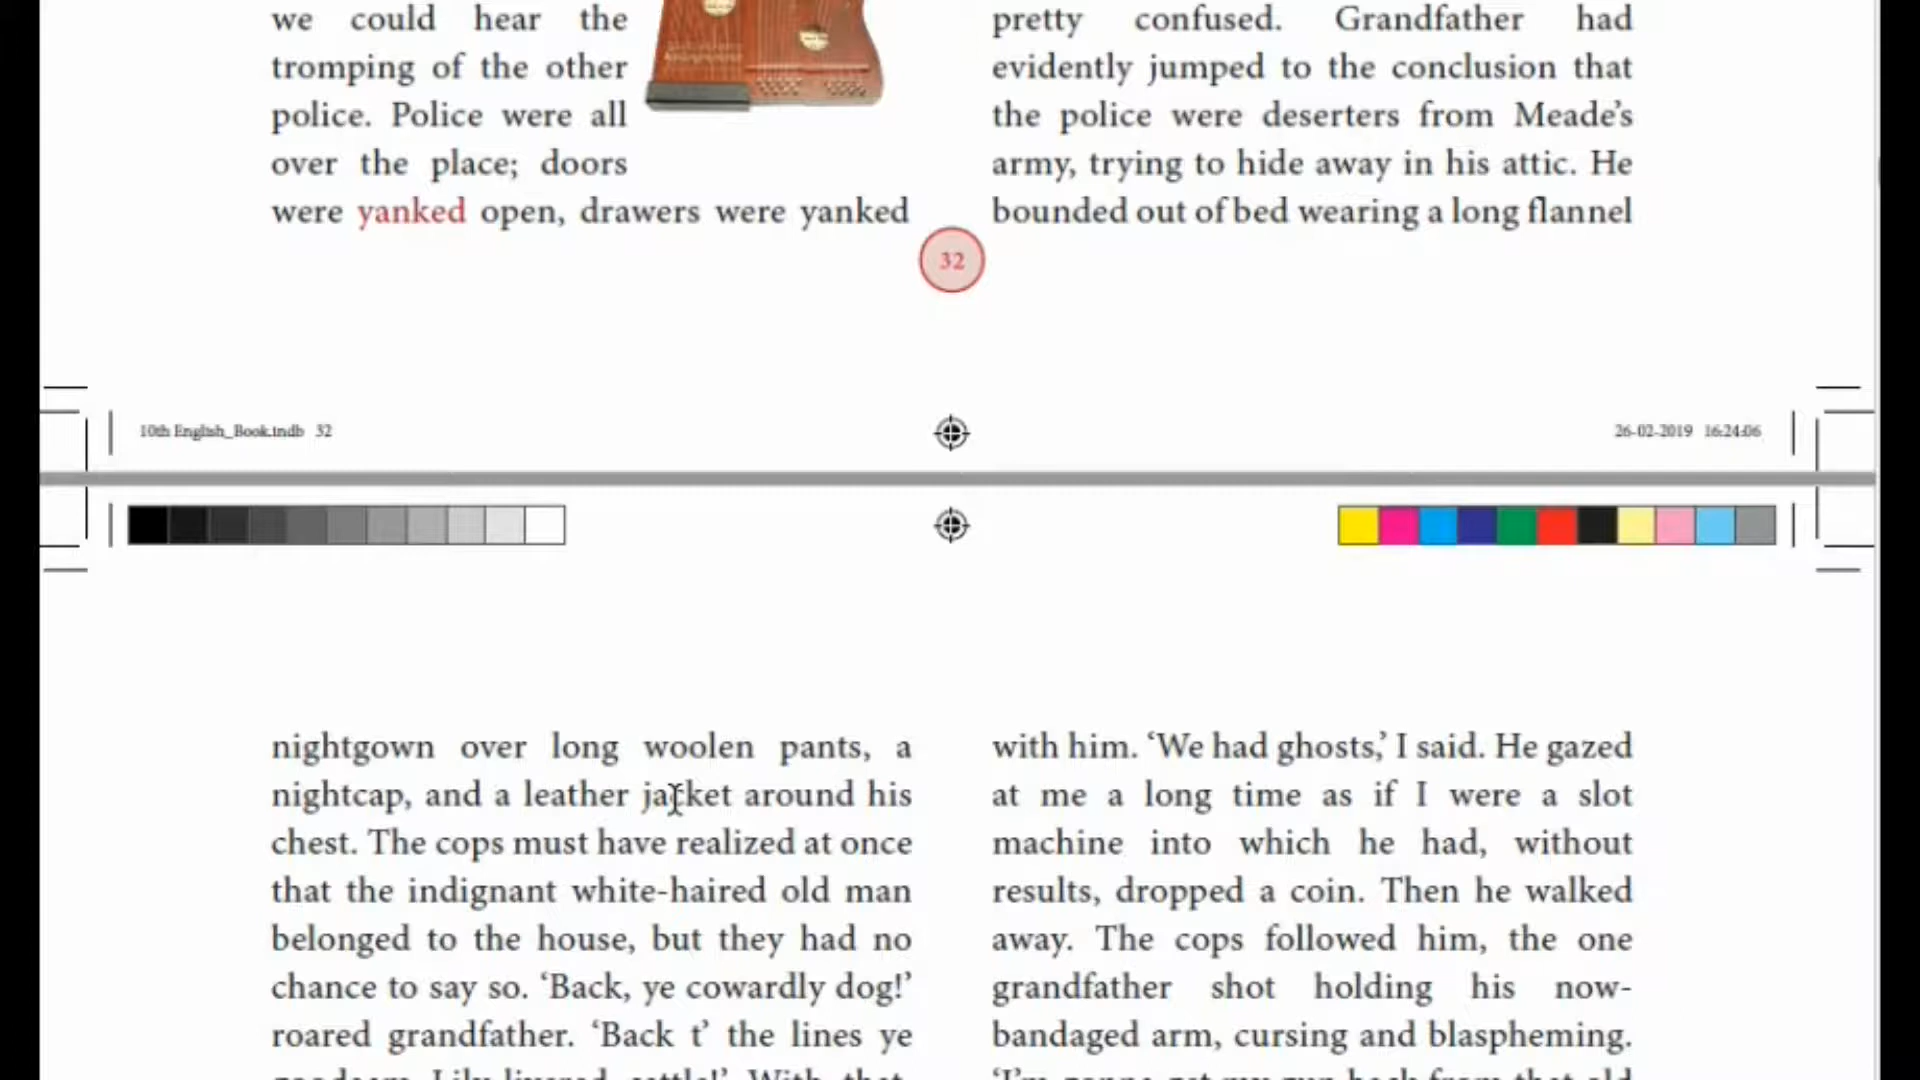 we could hear the
tromping of the other
police. Police were all
over the place; doors
were yanked open, drawers were yanked
pretty confused. Grandfather had
evidently jumped to the conclusion that
the police were deserters from Meade's
army, trying to hide away in his attic. He
bounded out of bed wearing a long flannel
32
10th English_Book.indb 32
26-02-2019 16:24:06
nightgown over long woolen pants, a
nightcap, and a leather jacket around his
chest. The cops must have realized at once
that the indignant white-haired old man
belonged to the house, but they had no
chance to say so. ‘Back, ye cowardly dog!’
roared grandfather. ‘Back t’ the lines ye
with him. ‘We had ghosts,’ I said. He gazed
at me a long time as if I were a slot
machine into which he had, without
results, dropped a coin. Then he walked
away. The cops followed him, the one
grandfather shot holding his now-
bandaged arm, cursing and blaspheming.